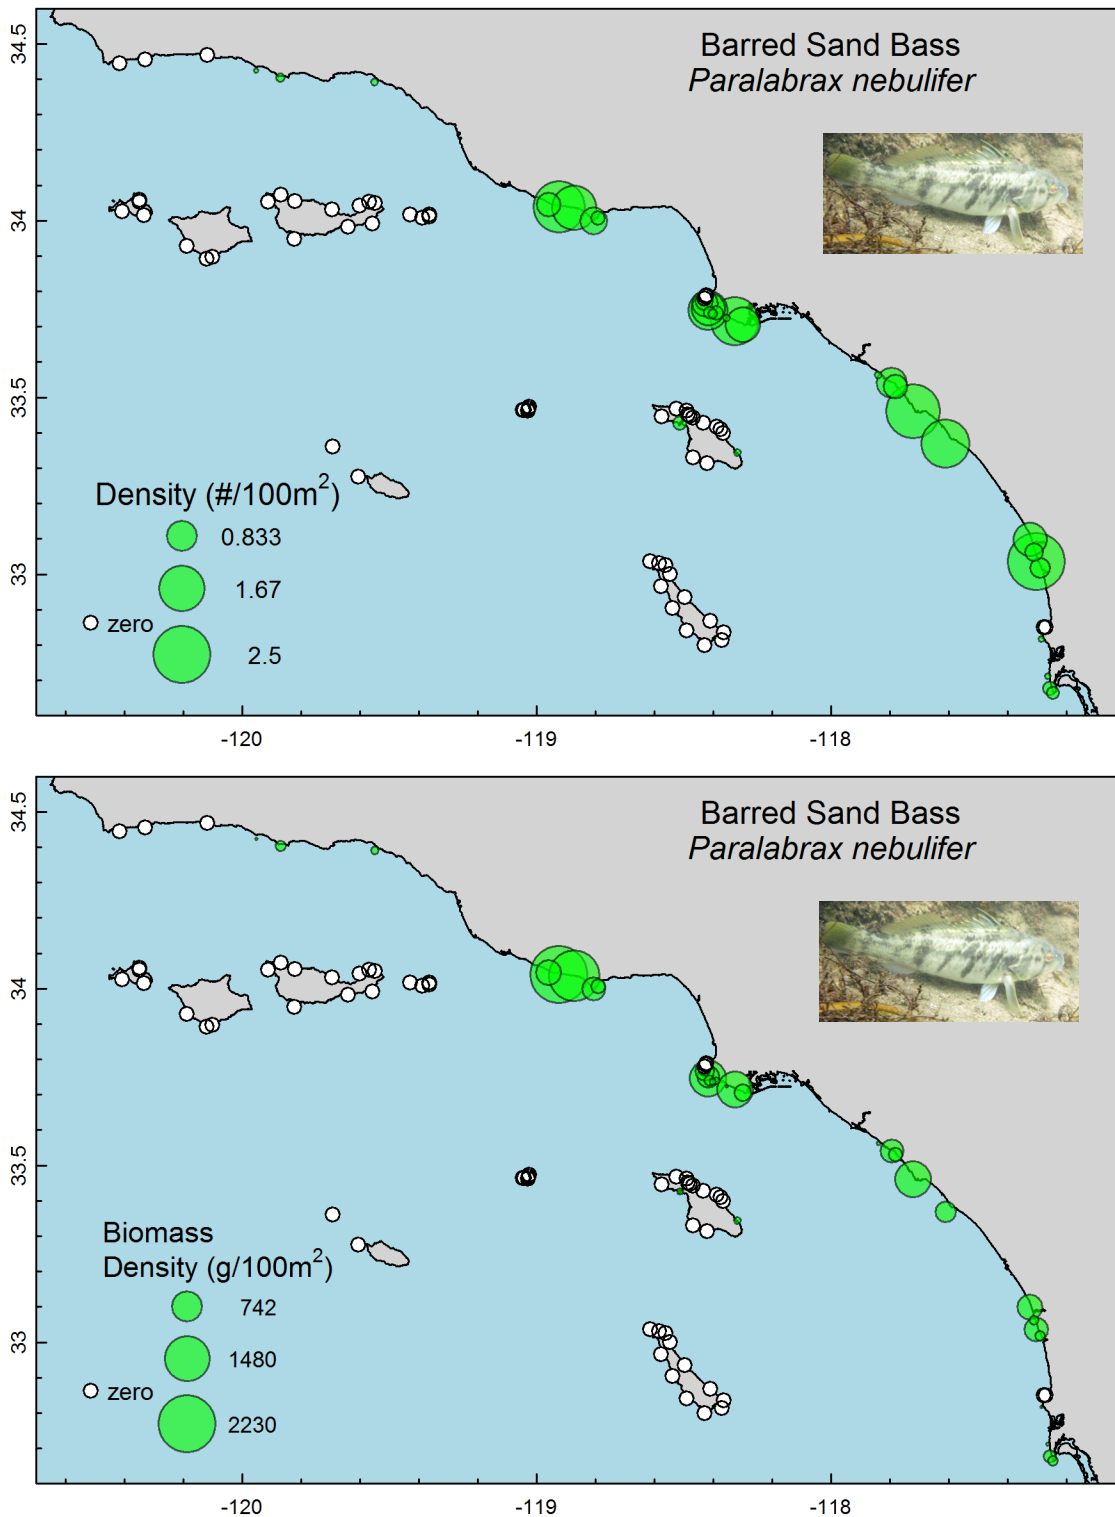 Barred Sand Bass
Paralabrax nebulifer
34.5
34
33.5
33
Density (#/100m²)
0.833
1.67
2.5
zero
-120
-119
-118
Barred Sand Bass
Paralabrax nebulifer
34.5
34
33.5
33
Biomass
Density (g/100m²)
742
1480
2230
zero
-120
-119
-118